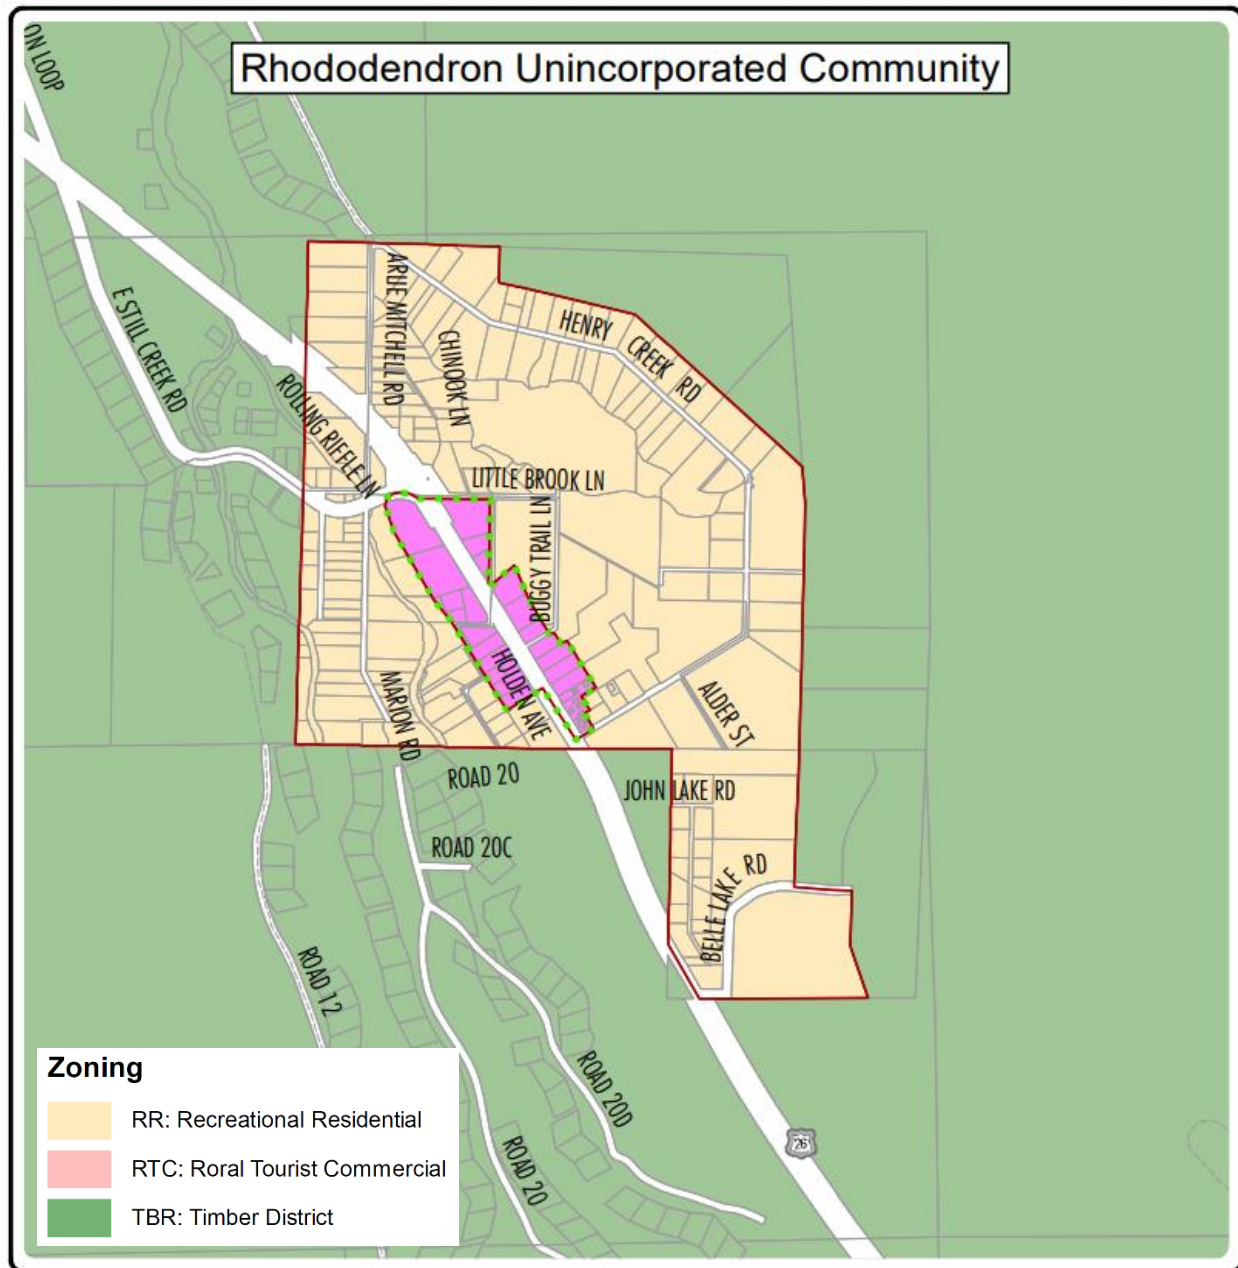 Rhododendron Unincorporated Community
ON LOOP
E STILL CREEK RD
ROLLING RIFFLE LN
ARLIE MITCHELL RD
CHINOOK LN
HENRY CREEK RD
LITTLE BROOK LN
BUGGY TRAIL LN
HOLDEN AVE
MARION RD
ALDER ST
ROAD 20
JOHN LAKE RD
ROAD 20C
BELLE LAKE RD
ROAD 12
ROAD 20D
ROAD 20
26
Zoning
RR: Recreational Residential
RTC: Roral Tourist Commercial
TBR: Timber District